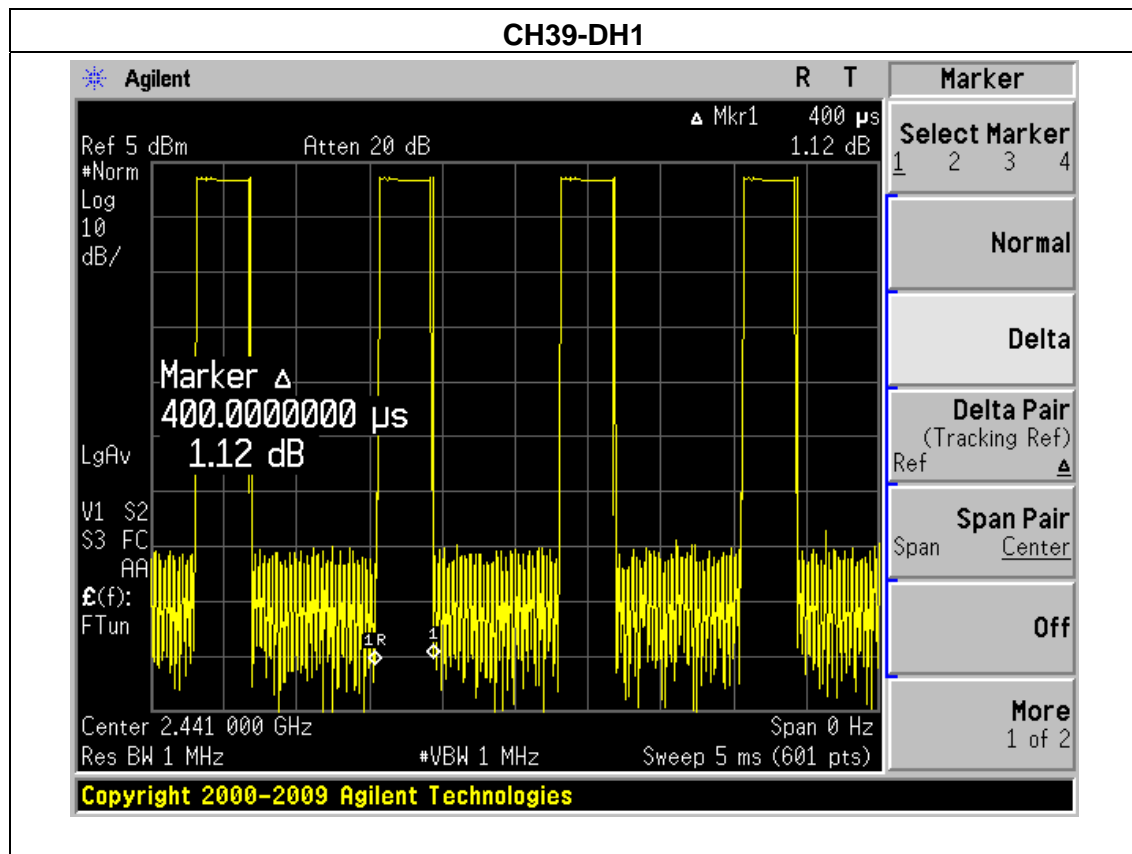 CH39-DH1
Agilent R T Marker
Δ Mkr1 400 µs
Ref 5 dBm Atten 20 dB 1.12 dB
Select Marker
1 2 3 4
#Norm
Log
10
dB/
Normal
Delta
Marker Δ
400.0000000 µs
1.12 dB
Delta Pair
(Tracking Ref)
Ref Δ
LgAv
V1 S2
S3 FC
AA
Span Pair
Span Center
£(f):
FTun
Off
1R 1
Center 2.441 000 GHz Span 0 Hz
Res BW 1 MHz #VBW 1 MHz Sweep 5 ms (601 pts)
More
1 of 2
Copyright 2000-2009 Agilent Technologies